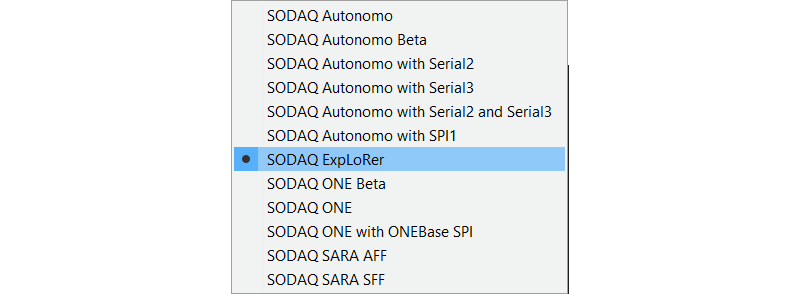 SODAQ Autonomo
SODAQ Autonomo Beta
SODAQ Autonomo with Serial2
SODAQ Autonomo with Serial3
SODAQ Autonomo with Serial2 and Serial3
SODAQ Autonomo with SPI1
SODAQ ExpLoRer
SODAQ ONE Beta
SODAQ ONE
SODAQ ONE with ONEBase SPI
SODAQ SARA AFF
SODAQ SARA SFF